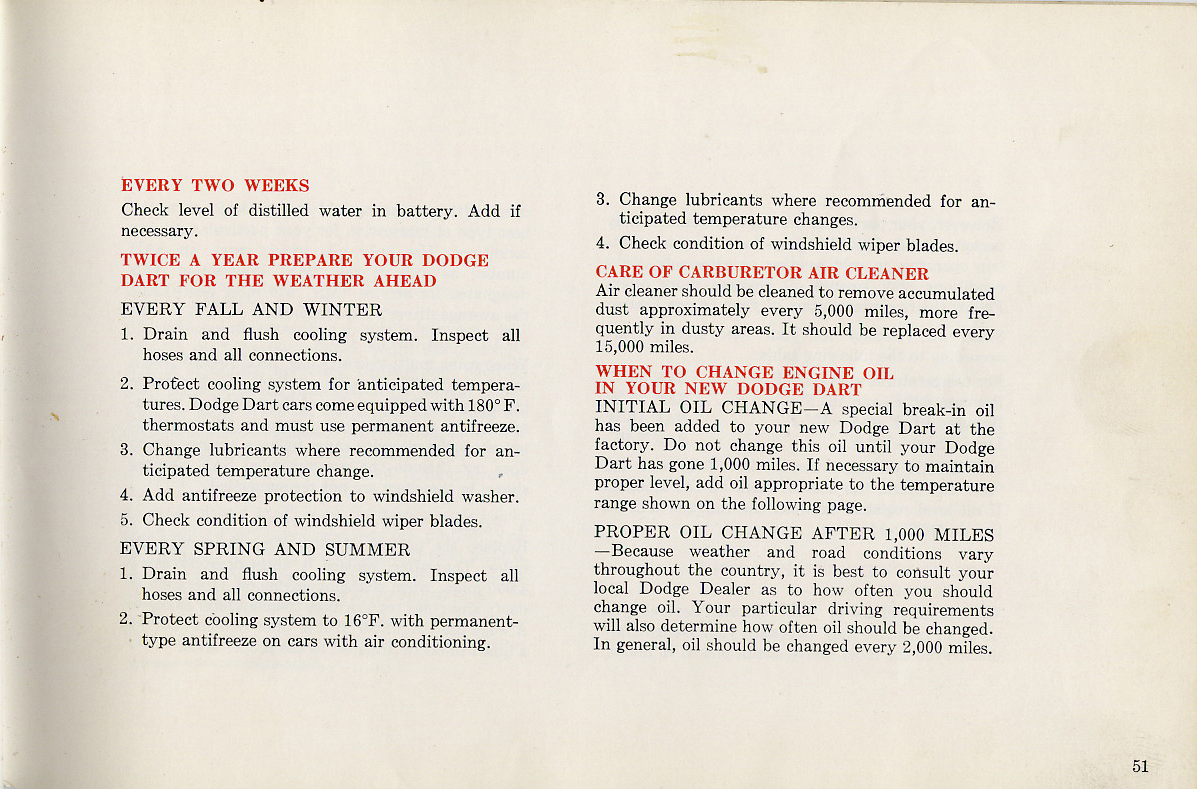 EVERY TWO WEEKS
Check level of distilled water in battery. Add if
necessary.
TWICE A YEAR PREPARE YOUR DODGE
DART FOR THE WEATHER AHEAD
EVERY FALL AND WINTER
1. Drain and flush cooling system. Inspect all
hoses and all connections.
2. Protect cooling system for anticipated tempera-
tures. Dodge Dart cars come equipped with 180° F.
thermostats and must use permanent antifreeze.
3. Change lubricants where recommended for an-
ticipated temperature change.
4. Add antifreeze protection to windshield washer.
5. Check condition of windshield wiper blades.
EVERY SPRING AND SUMMER
1. Drain and flush cooling system. Inspect all
hoses and all connections.
2. Protect cooling system to 16°F. with permanent-
type antifreeze on cars with air conditioning.
3. Change lubricants where recommended for an-
ticipated temperature changes.
4. Check condition of windshield wiper blades.
CARE OF CARBURETOR AIR CLEANER
Air cleaner should be cleaned to remove accumulated
dust approximately every 5,000 miles, more fre-
quently in dusty areas. It should be replaced every
15,000 miles.
WHEN TO CHANGE ENGINE OIL
IN YOUR NEW DODGE DART
INITIAL OIL CHANGE—A special break-in oil
has been added to your new Dodge Dart at the
factory. Do not change this oil until your Dodge
Dart has gone 1,000 miles. If necessary to maintain
proper level, add oil appropriate to the temperature
range shown on the following page.
PROPER OIL CHANGE AFTER 1,000 MILES
—Because weather and road conditions vary
throughout the country, it is best to consult your
local Dodge Dealer as to how often you should
change oil. Your particular driving requirements
will also determine how often oil should be changed.
In general, oil should be changed every 2,000 miles.
51